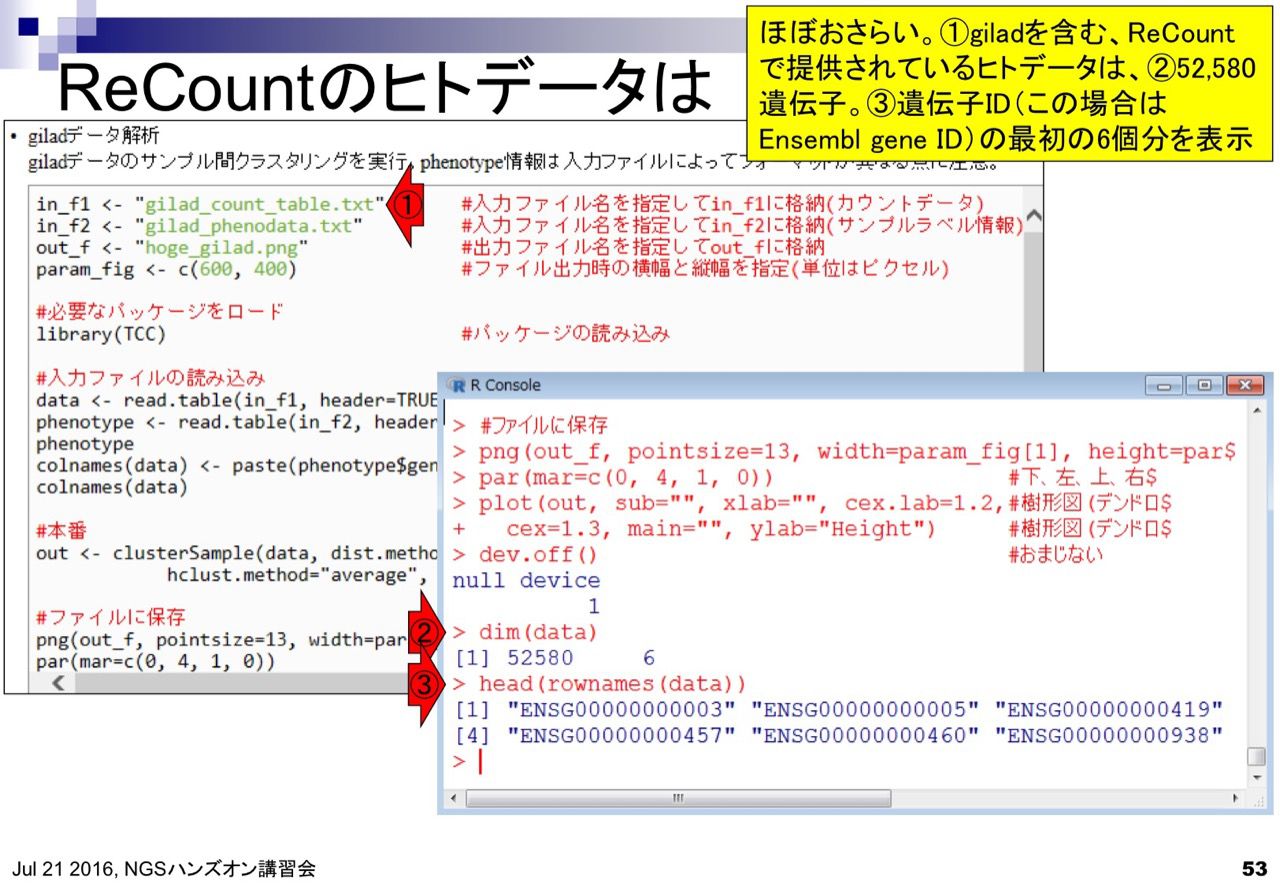 ReCountのヒトデータは
ほぼおさらい。①giladを含む、ReCount
で提供されているヒトデータは、②52,580
遺伝子。③遺伝子ID（この場合は
Ensembl gene ID）の最初の6個分を表示
• giladデータ解析
giladデータのサンプル間クラスタリングを実行。phenotype情報は入力ファイルによってフォーマットが異なる点に注意。
in_f1 <- "gilad_count_table.txt" ① #入力ファイル名を指定してin_f1に格納(カウントデータ)
in_f2 <- "gilad_phenodata.txt" #入力ファイル名を指定してin_f2に格納(サンプルラベル情報)
out_f <- "hoge_gilad.png" #出力ファイル名を指定してout_fに格納
param_fig <- c(600, 400) #ファイル出力時の横幅と縦幅を指定(単位はピクセル)
#必要なパッケージをロード
library(TCC) #パッケージの読み込み
#入力ファイルの読み込み
data <- read.table(in_f1, header=TRUE
phenotype <- read.table(in_f2, header
phenotype
colnames(data) <- paste(phenotype$gen
colnames(data)
#本番
out <- clusterSample(data, dist.metho
hclust.method="average",
#ファイルに保存
png(out_f, pointsize=13, width=par
par(mar=c(0, 4, 1, 0))
R Console
> #ファイルに保存
> png(out_f, pointsize=13, width=param_fig[1], height=par$
> par(mar=c(0, 4, 1, 0)) #下、左、上、右$
> plot(out, sub="", xlab="", cex.lab=1.2,#樹形図(デンドロ$
+ cex=1.3, main="", ylab="Height") #樹形図(デンドロ$
> dev.off() #おまじない
null device
1
② > dim(data)
[1] 52580 6
③ > head(rownames(data))
[1] "ENSG00000000003" "ENSG00000000005" "ENSG00000000419"
[4] "ENSG00000000457" "ENSG00000000460" "ENSG00000000938"
>
Jul 21 2016, NGSハンズオン講習会
53